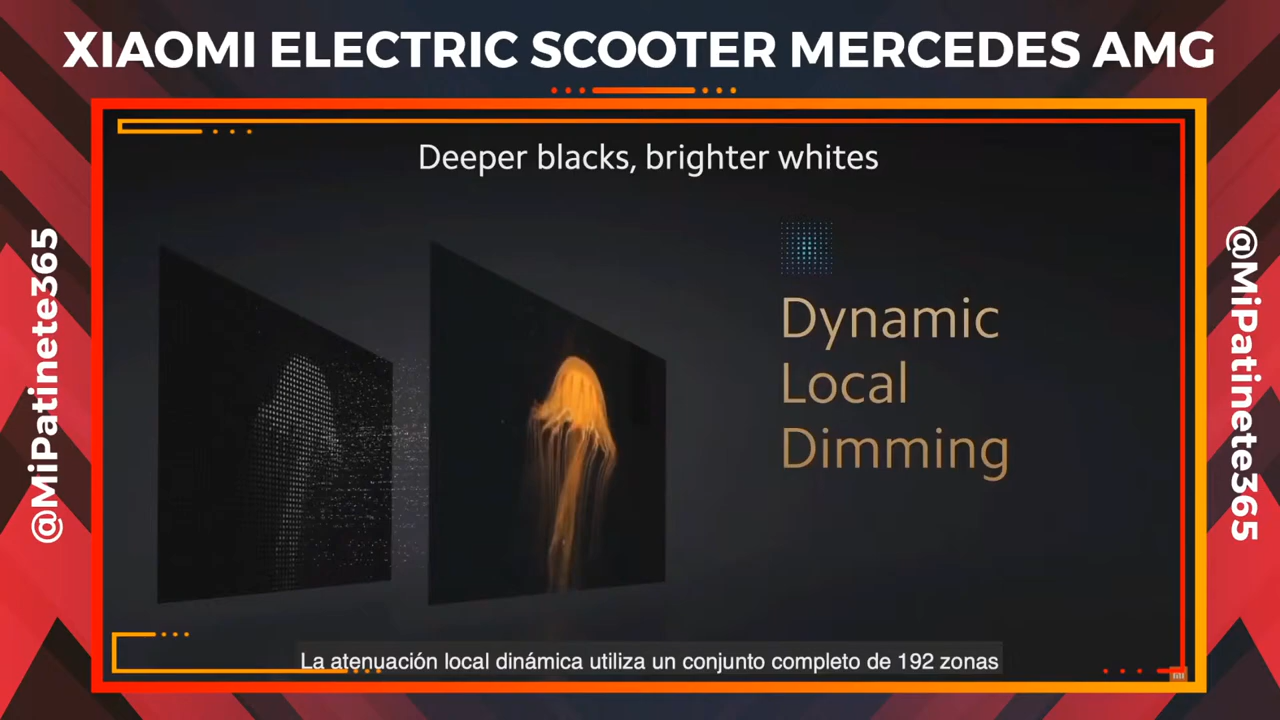 XIAOMI ELECTRIC SCOOTER MERCEDES AMG
Deeper blacks, brighter whites
@MiPatinete365
Dynamic
Local
Dimming
@MiPatinete365
La atenuación local dinámica utiliza un conjunto completo de 192 zonas